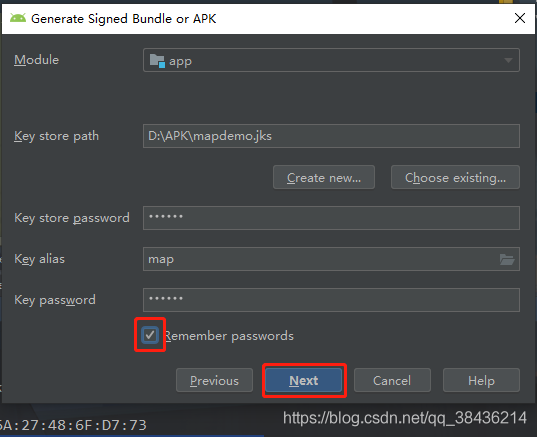 Generate Signed Bundle or APK
Module
app
Key store path
D:\APK\mapdemo.jks
Create new...
Choose existing...
Key store password
••••••
Key alias
map
Key password
••••••
Remember passwords
Previous
Next
Cancel
Help
https://blog.csdn.net/qq_38436214
A:27:48:6F:D7:73